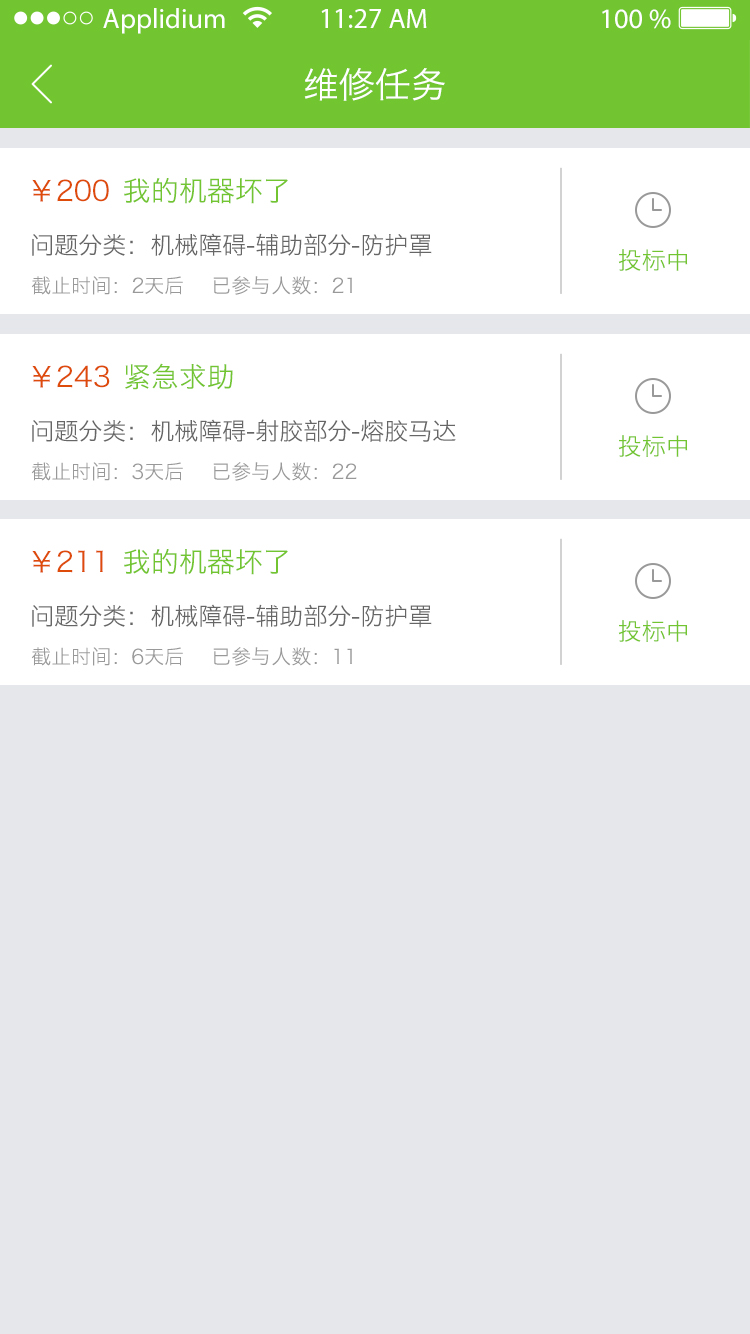 Applidium 11:27 AM 100 %
维修任务
￥200 我的机器坏了
问题分类：机械障碍-辅助部分-防护罩
截止时间：2天后 已参与人数：21
投标中
￥243 紧急求助
问题分类：机械障碍-射胶部分-熔胶马达
截止时间：3天后 已参与人数：22
投标中
￥211 我的机器坏了
问题分类：机械障碍-辅助部分-防护罩
截止时间：6天后 已参与人数：11
投标中